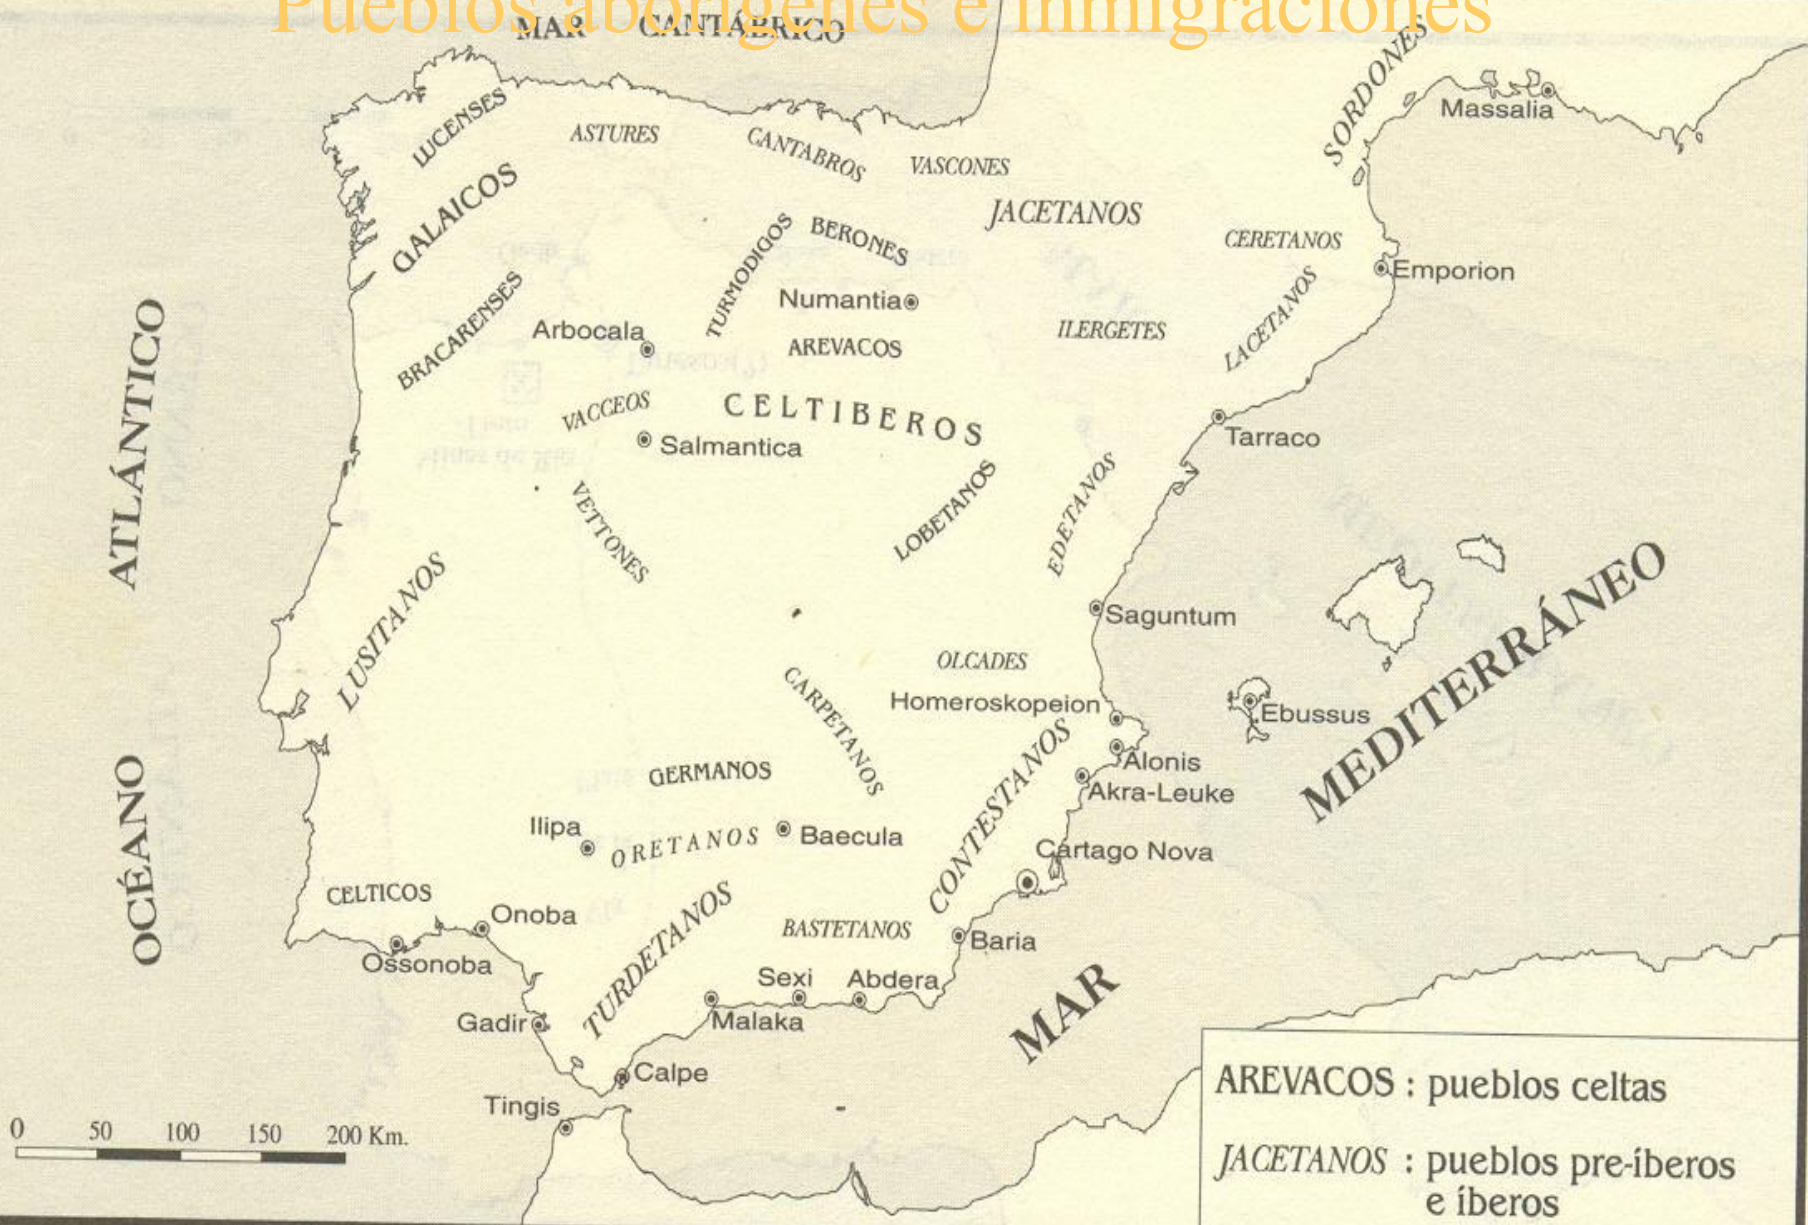 Pueblos aborígenes e inmigraciones
MAR CANTÁBRICO
SORDONES
Massalia
LUCENSES
ASTURES
CANTABROS
VASCONES
GALAICOS
JACETANOS
TURMODIGOS
BERONES
CERETANOS
Emporion
BRACARENSES
Numantia
Arbocala
AREVACOS
ILERGETES
LACETANOS
VACCEOS
CELTIBEROS
Tarraco
Salmantica
ATLÁNTICO
VETTONES
LOBETANOS
EDETANOS
LUSITANOS
Saguntum
OLCADES
Homeroskopeion
CARPETANOS
Ebussus
MEDITERRÁNEO
Alonis
GERMANOS
CONTESTANOS
Akra-Leuke
Ilipa
ORETANOS
Baecula
Cartago Nova
OCÉANO
CELTICOS
Onoba
Ossonoba
TURDETANOS
BASTETANOS
Baria
Sexi
Abdera
MAR
Gadir
Malaka
Calpe
Tingis
0 50 100 150 200 Km.
AREVACOS : pueblos celtas
JACETANOS : pueblos pre-íberos
e íberos